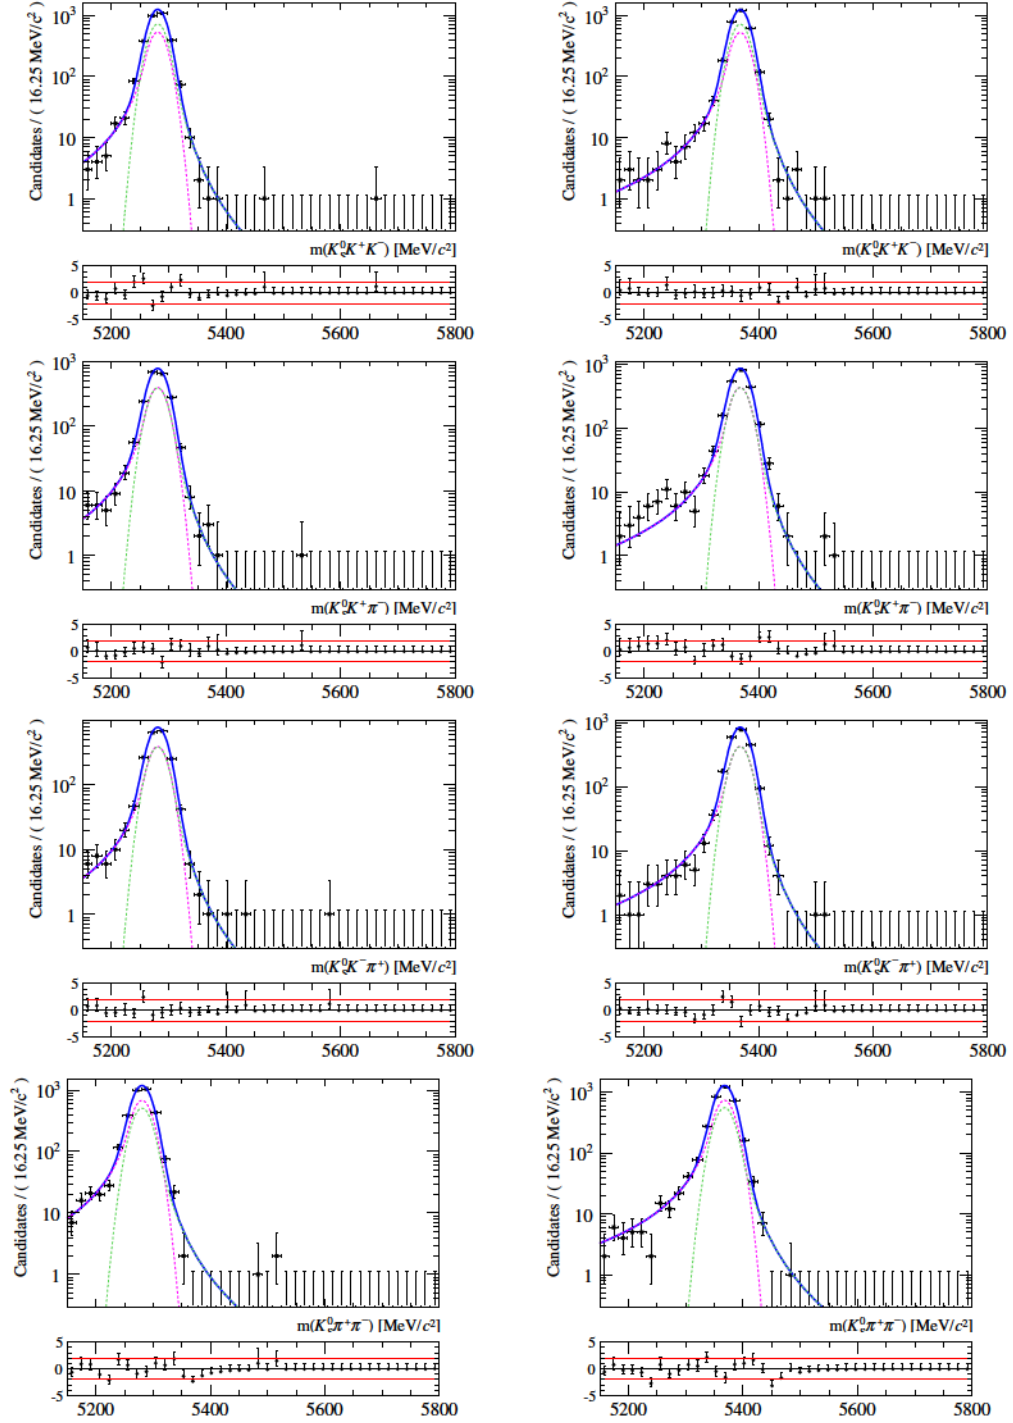 Candidates / ( 16.25 MeV/c² )
10³
10²
10
1
m(K⁰ₛK⁺K⁻) [MeV/c²]
5
0
-5
5200 5400 5600 5800
Candidates / ( 16.25 MeV/c² )
10³
10²
10
1
m(K⁰ₛK⁺K⁻) [MeV/c²]
5
0
-5
5200 5400 5600 5800
Candidates / ( 16.25 MeV/c² )
10³
10²
10
1
m(K⁰ₛK⁺π⁻) [MeV/c²]
5
0
-5
5200 5400 5600 5800
Candidates / ( 16.25 MeV/c² )
10³
10²
10
1
m(K⁰ₛK⁺π⁻) [MeV/c²]
5
0
-5
5200 5400 5600 5800
Candidates / ( 16.25 MeV/c² )
10²
10
1
m(K⁰ₛK⁻π⁺) [MeV/c²]
5
0
-5
5200 5400 5600 5800
Candidates / ( 16.25 MeV/c² )
10³
10²
10
1
m(K⁰ₛK⁻π⁺) [MeV/c²]
5
0
-5
5200 5400 5600 5800
Candidates / ( 16.25 MeV/c² )
10³
10²
10
1
m(K⁰ₛπ⁺π⁻) [MeV/c²]
5
0
-5
5200 5400 5600 5800
Candidates / ( 16.25 MeV/c² )
10³
10²
10
1
m(K⁰ₛπ⁺π⁻) [MeV/c²]
5
0
-5
5200 5400 5600 5800